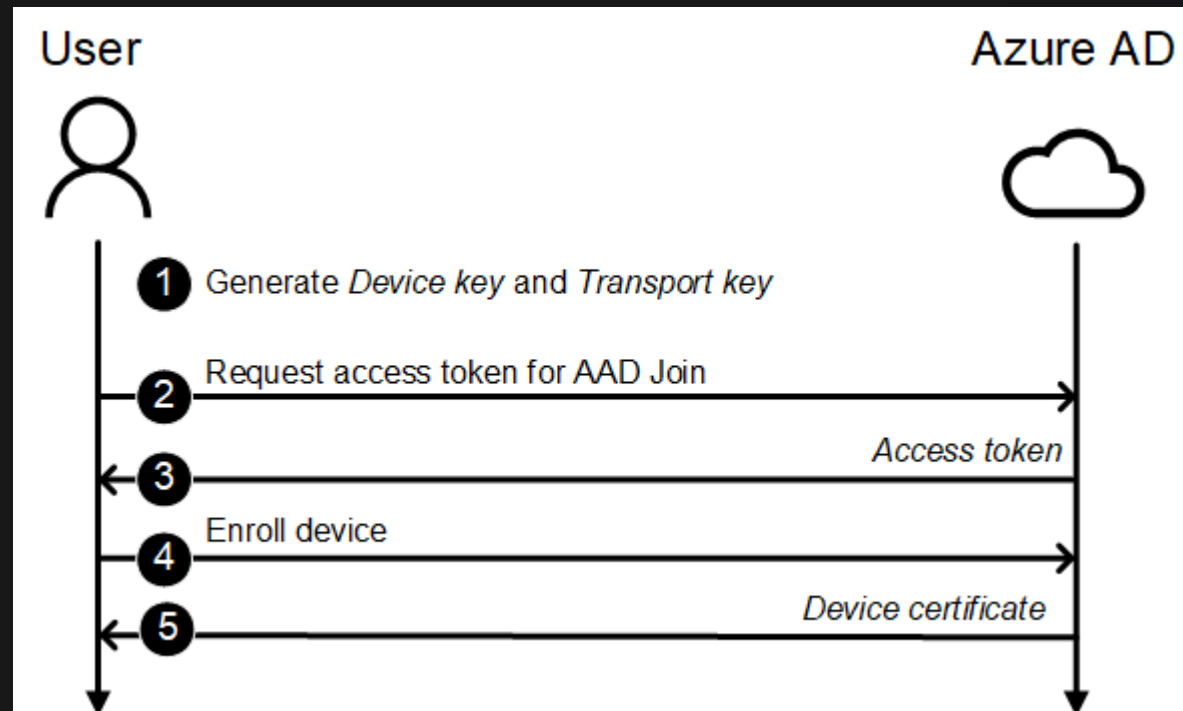 User
Azure AD
1 Generate Device key and Transport key
Request access token for AAD Join
2
Access token
3
Enroll device
4
Device certificate
5